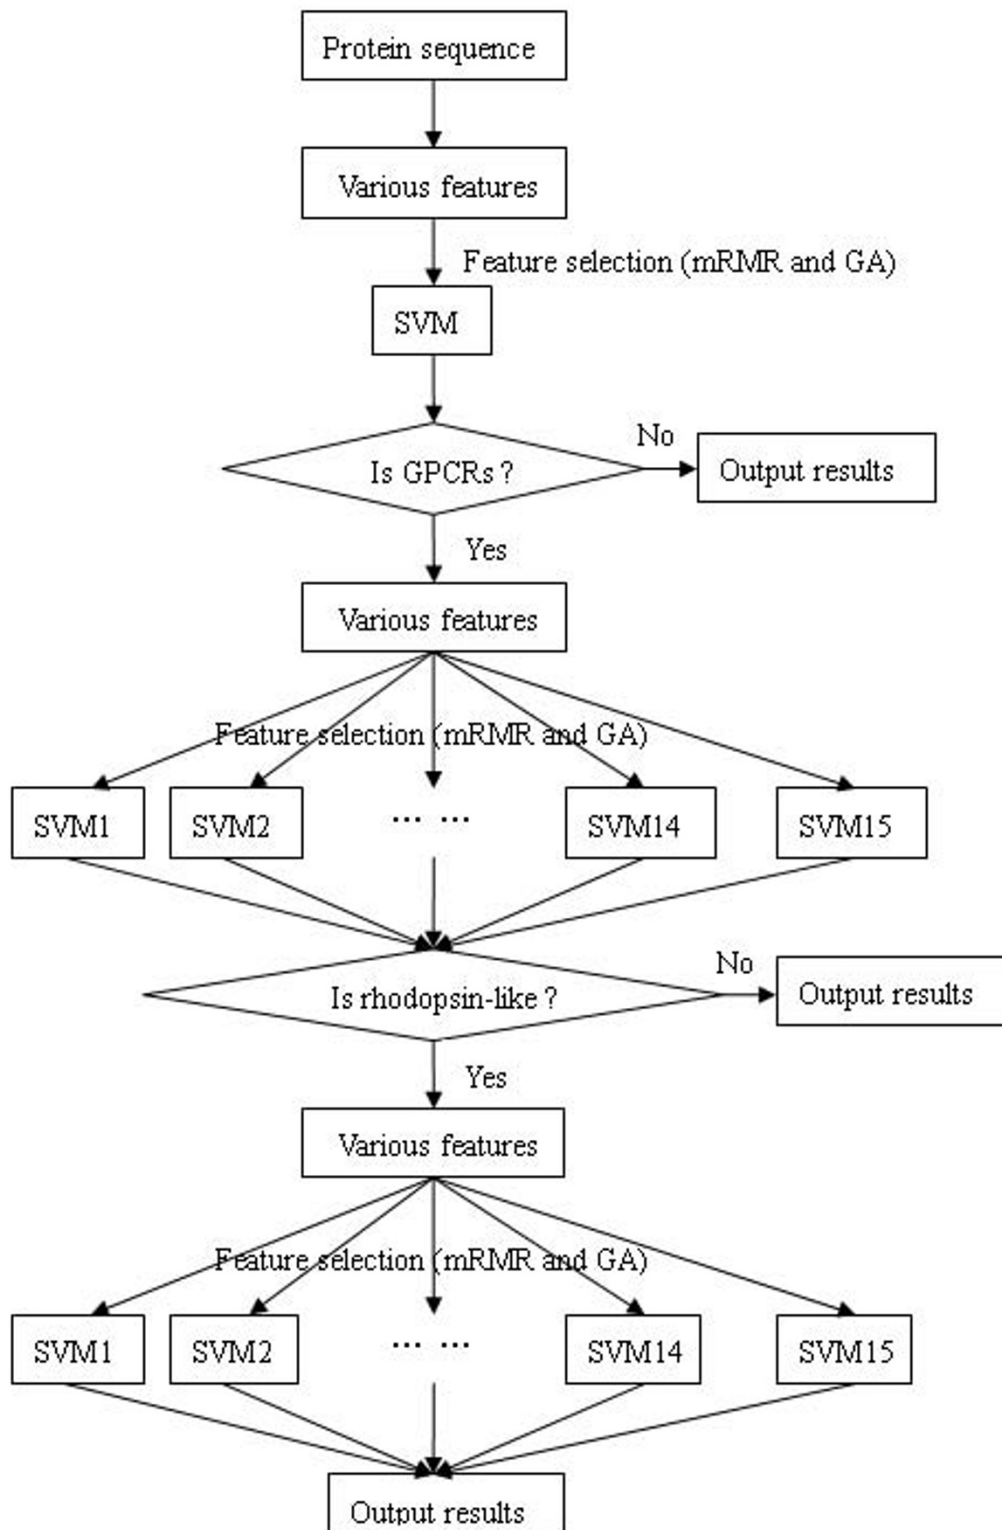 Protein sequence
Various features
Feature selection (mRMR and GA)
SVM
Is GPCRs ?
No
Output results
Yes
Various features
Feature selection (mRMR and GA)
SVM1
SVM2
... ...
SVM14
SVM15
Is rhodopsin-like ?
No
Output results
Yes
Various features
Feature selection (mRMR and GA)
SVM1
SVM2
... ...
SVM14
SVM15
Output results